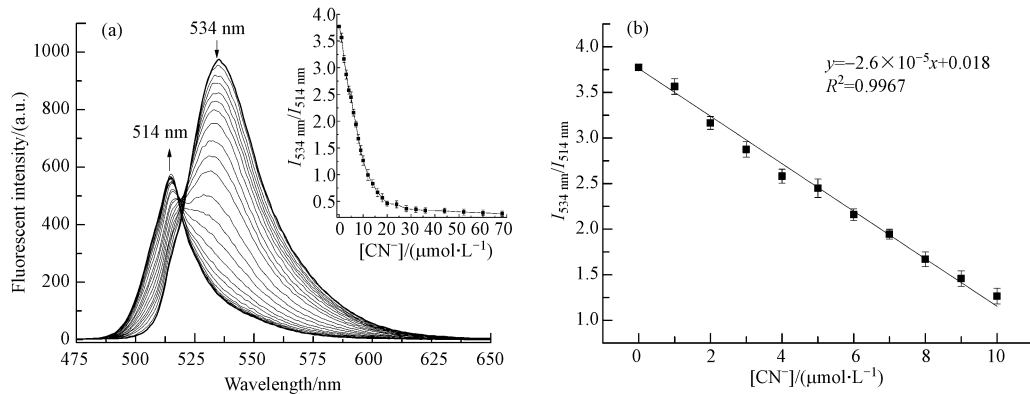 (a)
534 nm
514 nm
Fluorescent intensity/(a.u.)
1000
800
600
400
200
0
475 500 525 550 575 600 625 650
Wavelength/nm
I534 nm/I514 nm
4.0
3.5
3.0
2.5
2.0
1.5
1.0
0.5
0 10 20 30 40 50 60 70
[CN⁻]/(μmol·L⁻¹)
(b)
y=−2.6×10⁻⁵x+0.018
R²=0.9967
I534 nm/I514 nm
4.0
3.5
3.0
2.5
2.0
1.5
1.0
0 2 4 6 8 10
[CN⁻]/(μmol·L⁻¹)